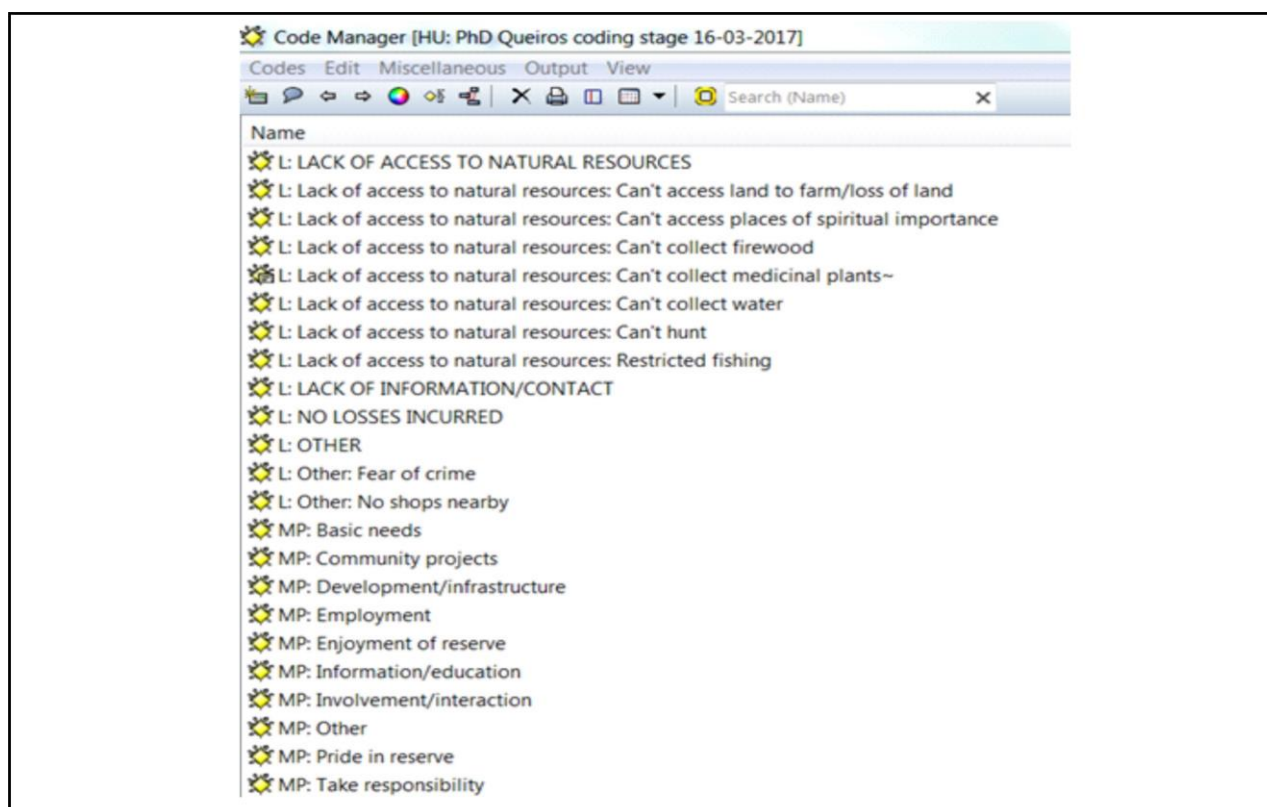 Code Manager [HU: PhD Queiros coding stage 16-03-2017]
Codes Edit Miscellaneous Output View
Search (Name)
Name
L: LACK OF ACCESS TO NATURAL RESOURCES
L: Lack of access to natural resources: Can't access land to farm/loss of land
L: Lack of access to natural resources: Can't access places of spiritual importance
L: Lack of access to natural resources: Can't collect firewood
L: Lack of access to natural resources: Can't collect medicinal plants~
L: Lack of access to natural resources: Can't collect water
L: Lack of access to natural resources: Can't hunt
L: Lack of access to natural resources: Restricted fishing
L: LACK OF INFORMATION/CONTACT
L: NO LOSSES INCURRED
L: OTHER
L: Other: Fear of crime
L: Other: No shops nearby
MP: Basic needs
MP: Community projects
MP: Development/infrastructure
MP: Employment
MP: Enjoyment of reserve
MP: Information/education
MP: Involvement/interaction
MP: Other
MP: Pride in reserve
MP: Take responsibility